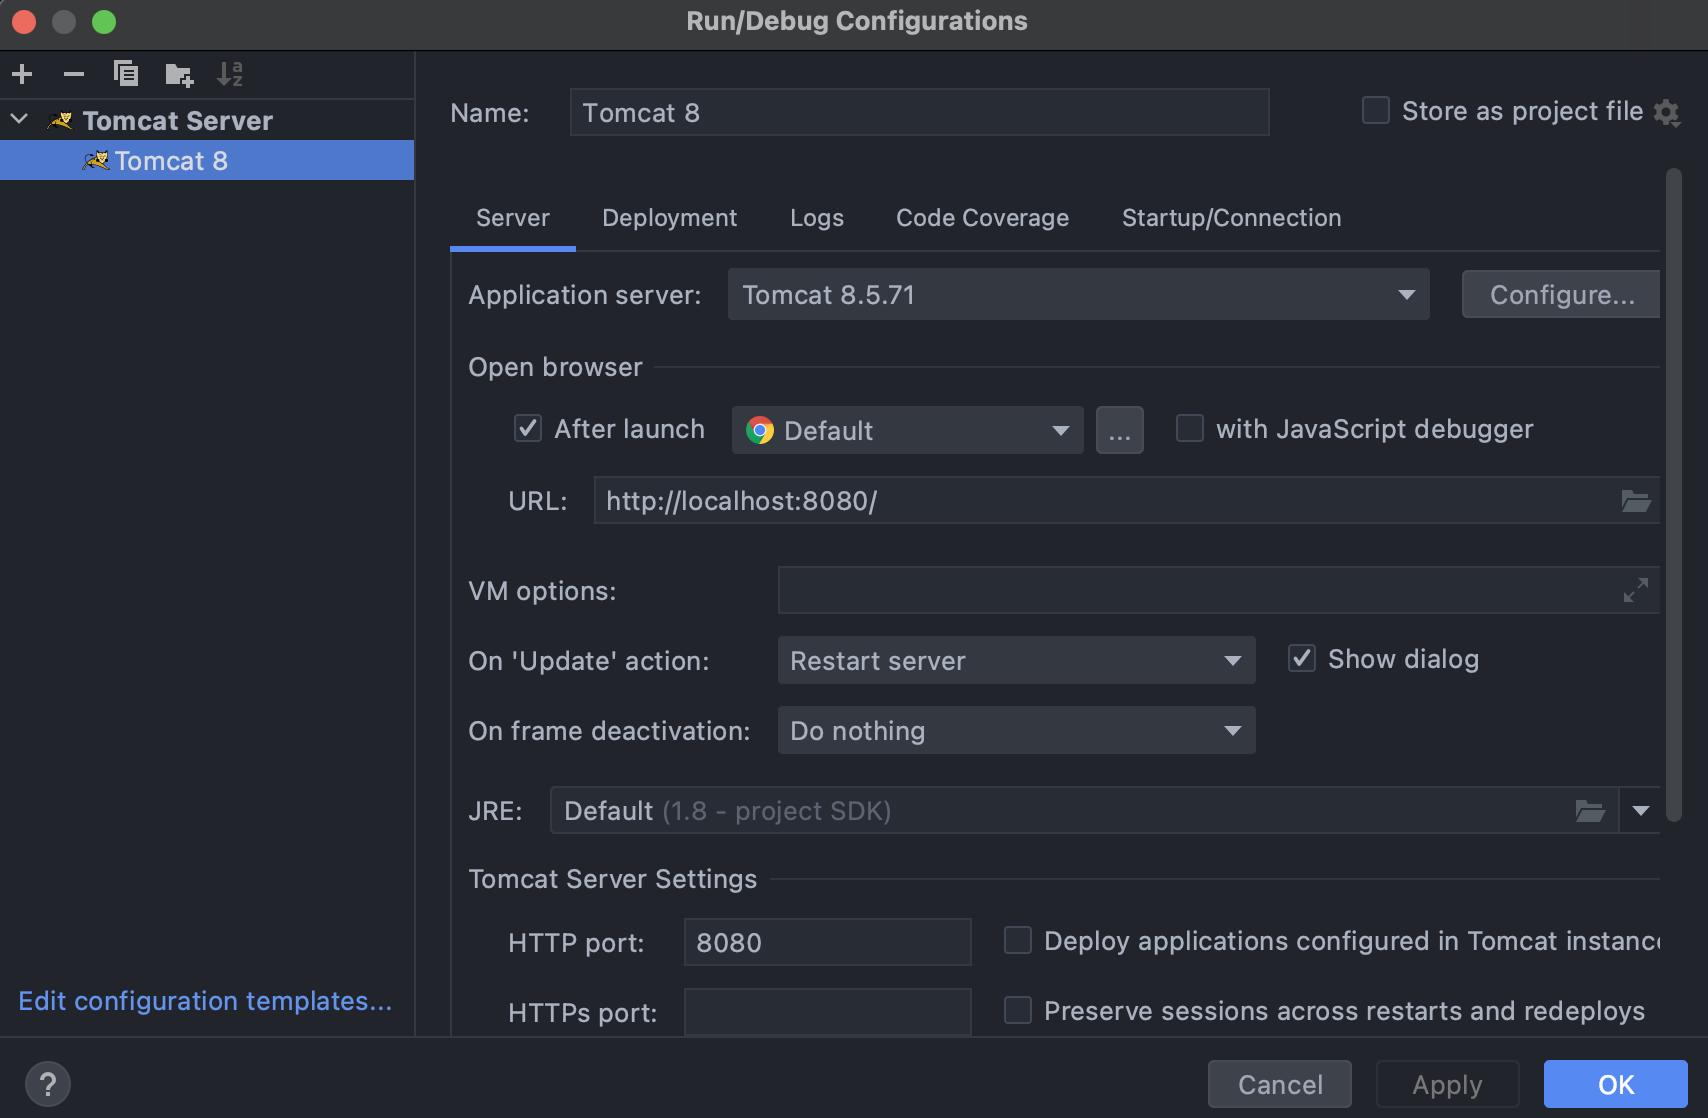 Run/Debug Configurations
Tomcat Server
Tomcat 8
Edit configuration templates...
Name: Tomcat 8 Store as project file
Server Deployment Logs Code Coverage Startup/Connection
Application server: Tomcat 8.5.71 Configure...
Open browser
After launch Default ... with JavaScript debugger
URL: http://localhost:8080/
VM options:
On 'Update' action: Restart server Show dialog
On frame deactivation: Do nothing
JRE: Default (1.8 - project SDK)
Tomcat Server Settings
HTTP port: 8080 Deploy applications configured in Tomcat instanc
HTTPs port: Preserve sessions across restarts and redeploys
? Cancel Apply OK